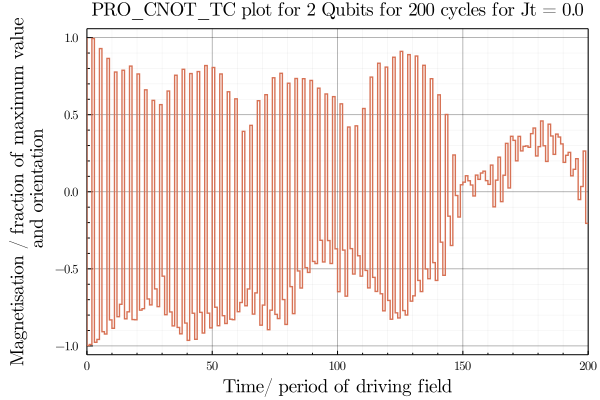 PRO_CNOT_TC plot for 2 Qubits for 200 cycles for Jt = 0.0
Magnetisation / fraction of maximum value
and orientation
1.0
0.5
0.0
−0.5
−1.0
0
50
100
150
200
Time/ period of driving field